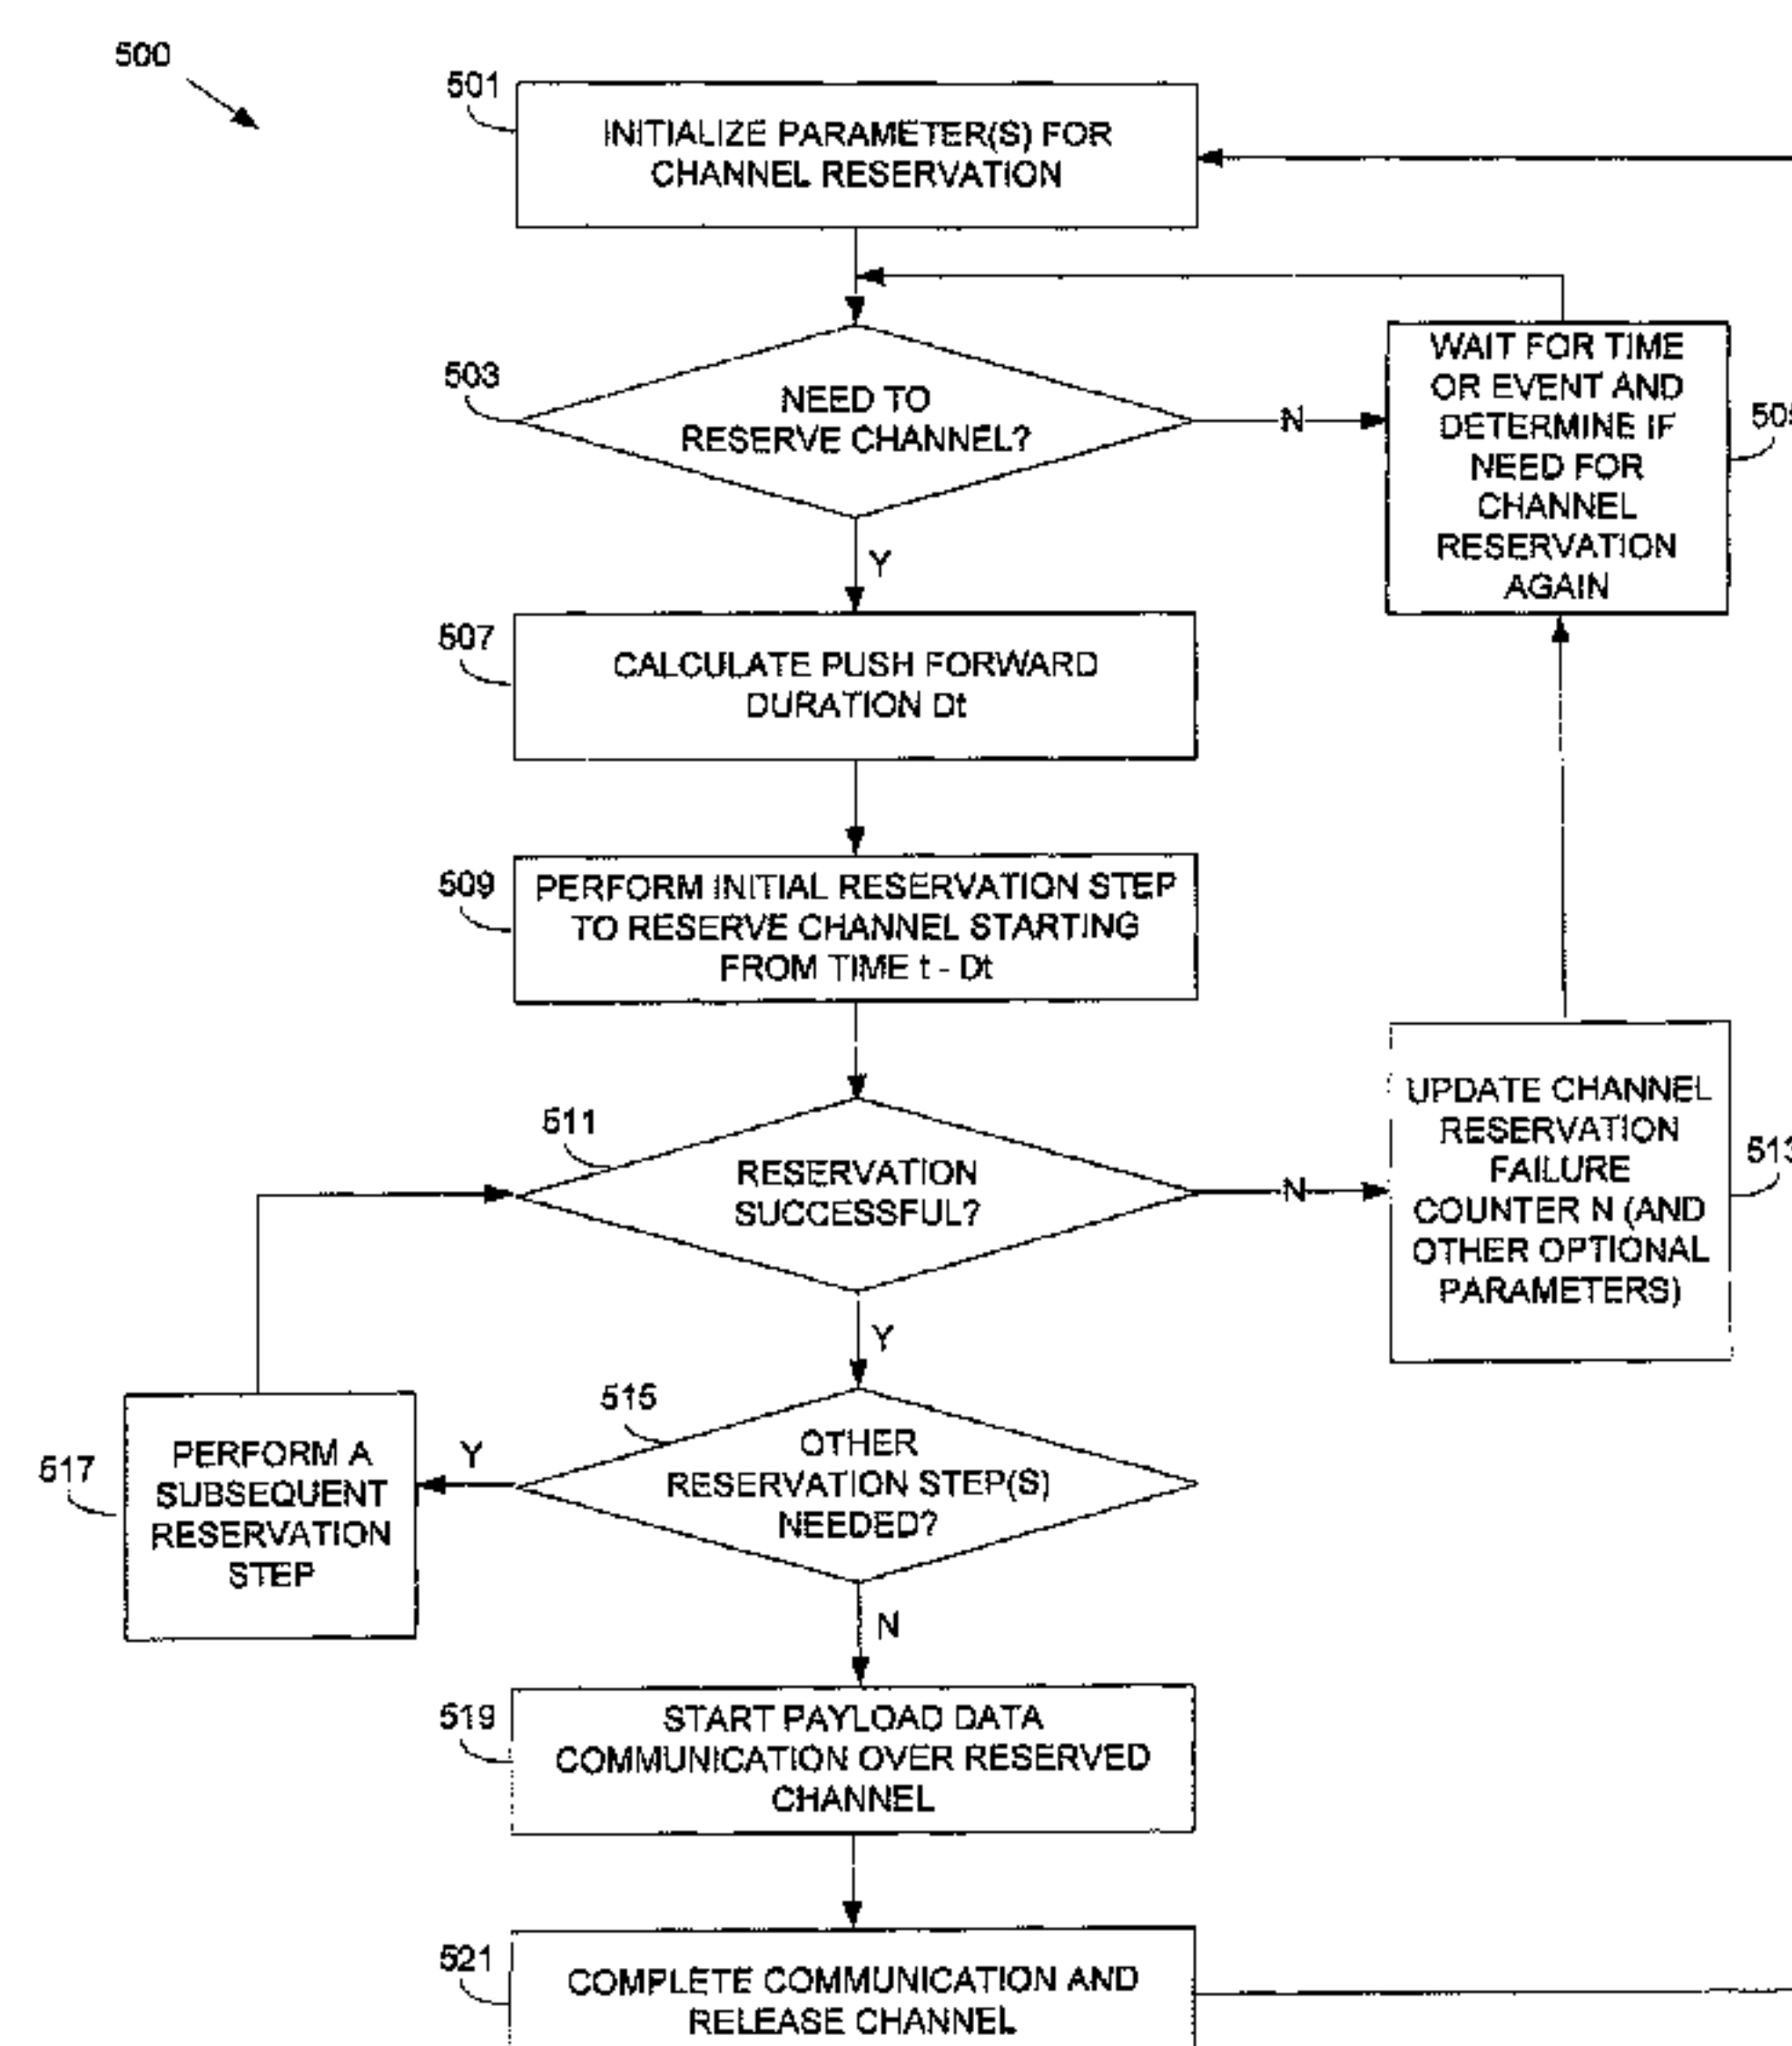 500
501
INITIALIZE PARAMETER(S) FOR
CHANNEL RESERVATION
503
NEED TO
RESERVE CHANNEL?
N
WAIT FOR TIME
OR EVENT AND
DETERMINE IF
NEED FOR
CHANNEL
RESERVATION
AGAIN
Y
507
CALCULATE PUSH FORWARD
DURATION Dt
509
PERFORM INITIAL RESERVATION STEP
TO RESERVE CHANNEL STARTING
FROM TIME t - Dt
511
RESERVATION
SUCCESSFUL?
N
UPDATE CHANNEL
RESERVATION
FAILURE
COUNTER N (AND
OTHER OPTIONAL
PARAMETERS)
513
Y
515
OTHER
RESERVATION STEP(S)
NEEDED?
Y
517
PERFORM A
SUBSEQUENT
RESERVATION
STEP
N
519
START PAYLOAD DATA
COMMUNICATION OVER RESERVED
CHANNEL
521
COMPLETE COMMUNICATION AND
RELEASE CHANNEL